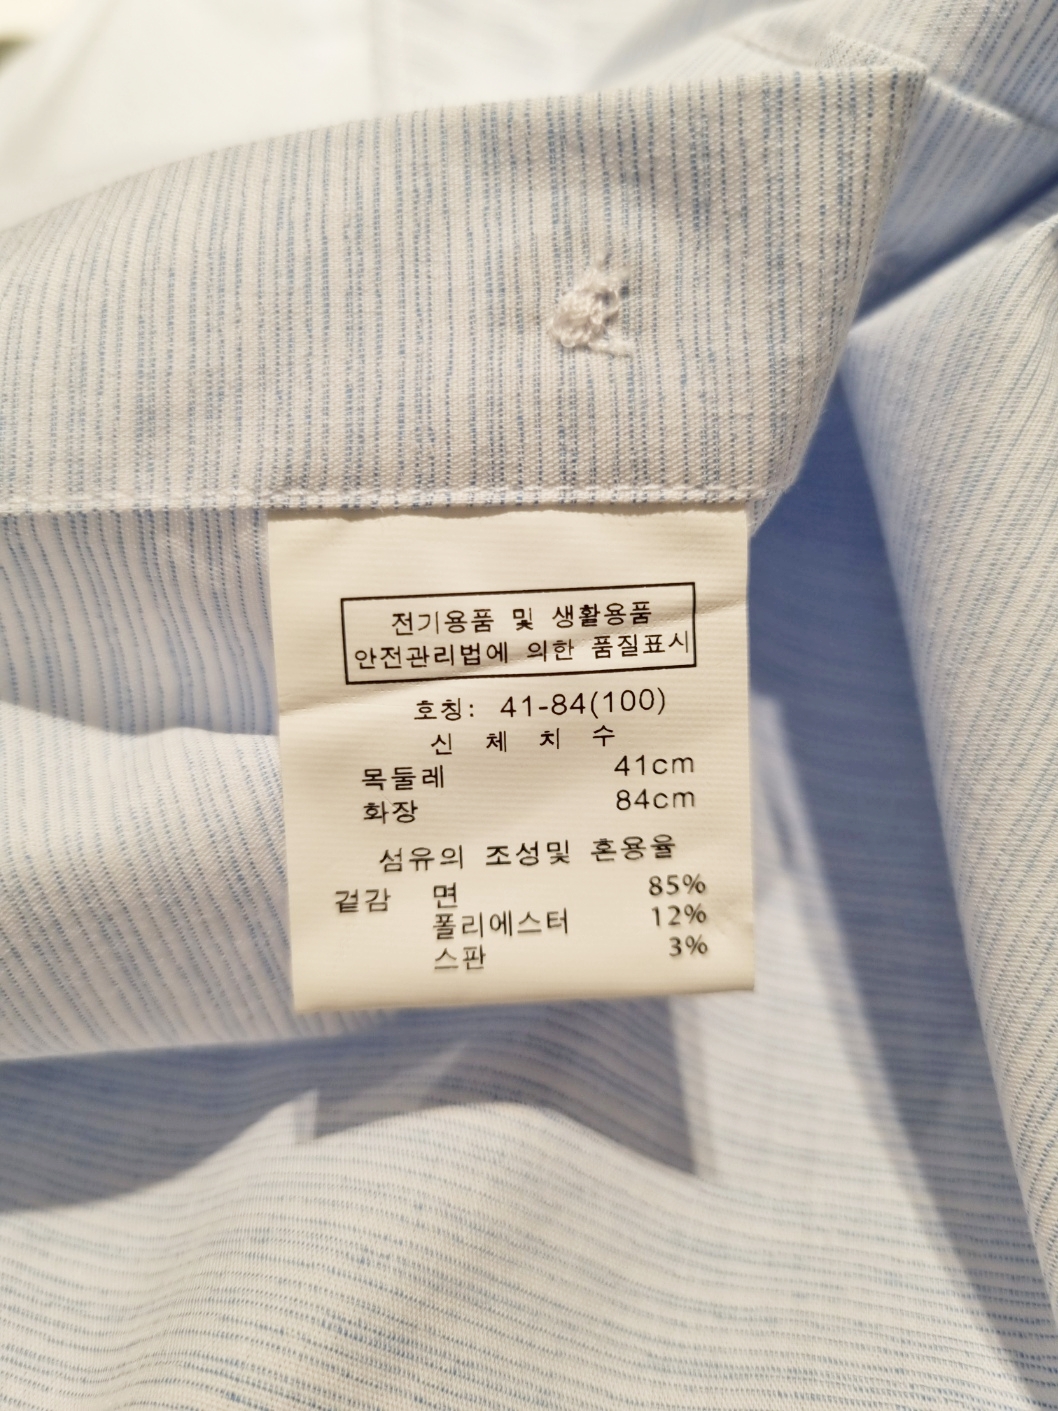 전기용품 및 생활용품
안전관리법에 의한 품질표시
호칭: 41-84(100)
신 체 치 수
목둘레 41cm
화장 84cm
섬유의 조성및 혼용율
겉감 면 85%
폴리에스터 12%
스판 3%